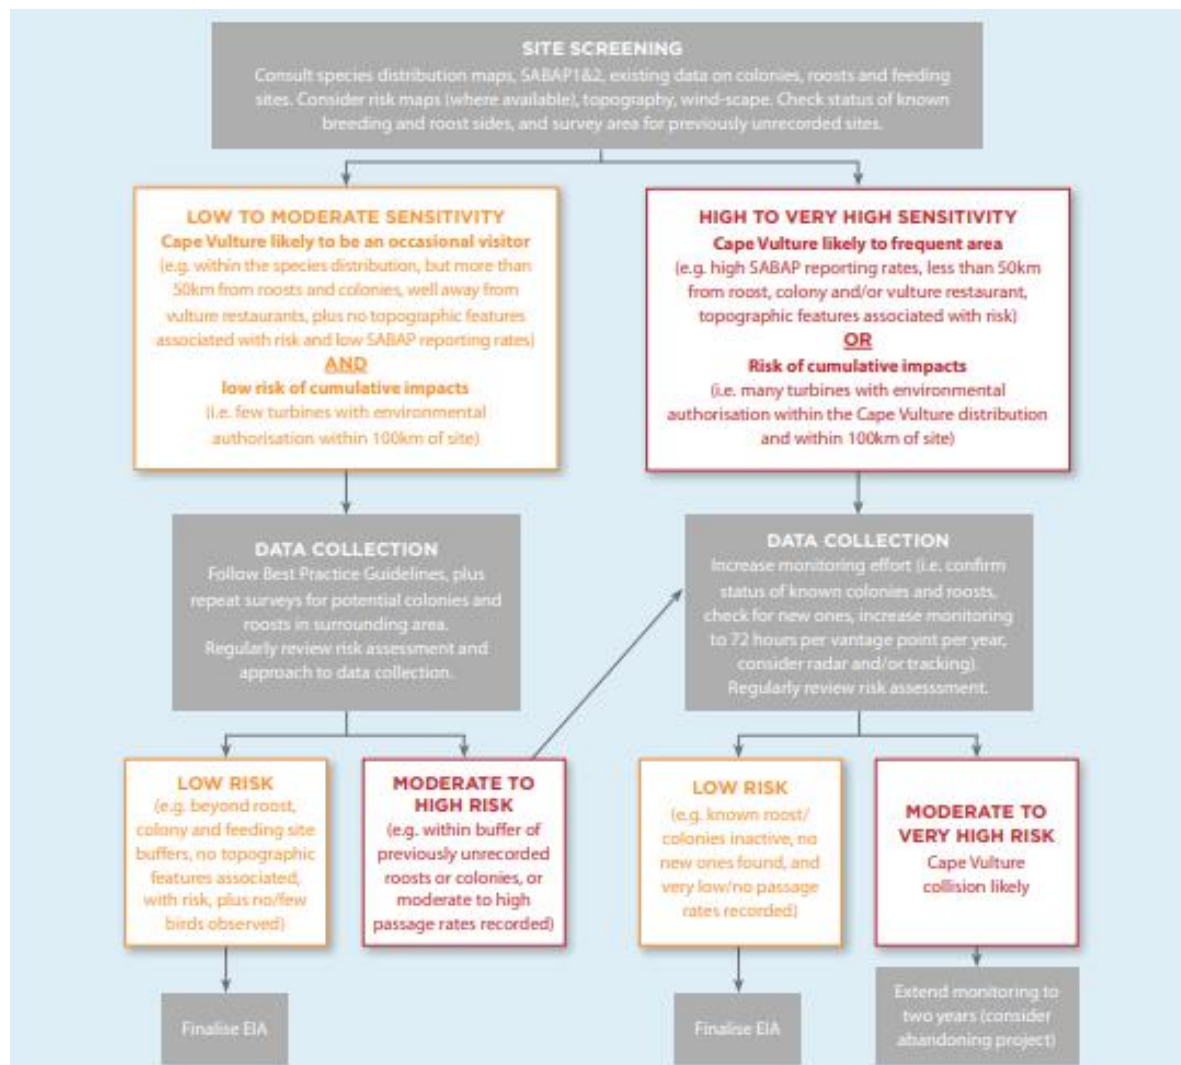 SITE SCREENING
Consult species distribution maps, SABAP1&2, existing data on colonies, roosts and feeding
sites. Consider risk maps (where available), topography, wind-scape. Check status of known
breeding and roost sides, and survey area for previously unrecorded sites.
LOW TO MODERATE SENSITIVITY
Cape Vulture likely to be an occasional visitor
(e.g. within the species distribution, but more than
50km from roosts and colonies, well away from
vulture restaurants, plus no topographic features
associated with risk and low SABAP reporting rates)
AND
low risk of cumulative impacts
(i.e. few turbines with environmental
authorisation within 100km of site)
HIGH TO VERY HIGH SENSITIVITY
Cape Vulture likely to frequent area
(e.g. high SABAP reporting rates, less than 50km
from roost, colony and/or vulture restaurant,
topographic features associated with risk)
OR
Risk of cumulative impacts
(i.e. many turbines with environmental
authorisation within the Cape Vulture distribution
and within 100km of site)
DATA COLLECTION
Follow Best Practice Guidelines, plus
repeat surveys for potential colonies and
roosts in surrounding area.
Regularly review risk assessment and
approach to data collection.
DATA COLLECTION
Increase monitoring effort (i.e. confirm
status of known colonies and roosts,
check for new ones, increase monitoring
to 72 hours per vantage point per year,
consider radar and/or tracking).
Regularly review risk assesssment.
LOW RISK
(e.g. beyond roost,
colony and feeding site
buffers, no topographic
features associated,
with risk, plus no/few
birds observed)
MODERATE TO
HIGH RISK
(e.g. within buffer of
previously unrecorded
roosts or colonies, or
moderate to high
passage rates recorded)
LOW RISK
(e.g. known roost/
colonies inactive, no
new ones found, and
very low/no passage
rates recorded)
MODERATE TO
VERY HIGH RISK
Cape Vulture
collision likely
Finalise EIA
Finalise EIA
Extend monitoring to
two years (consider
abandoning project)